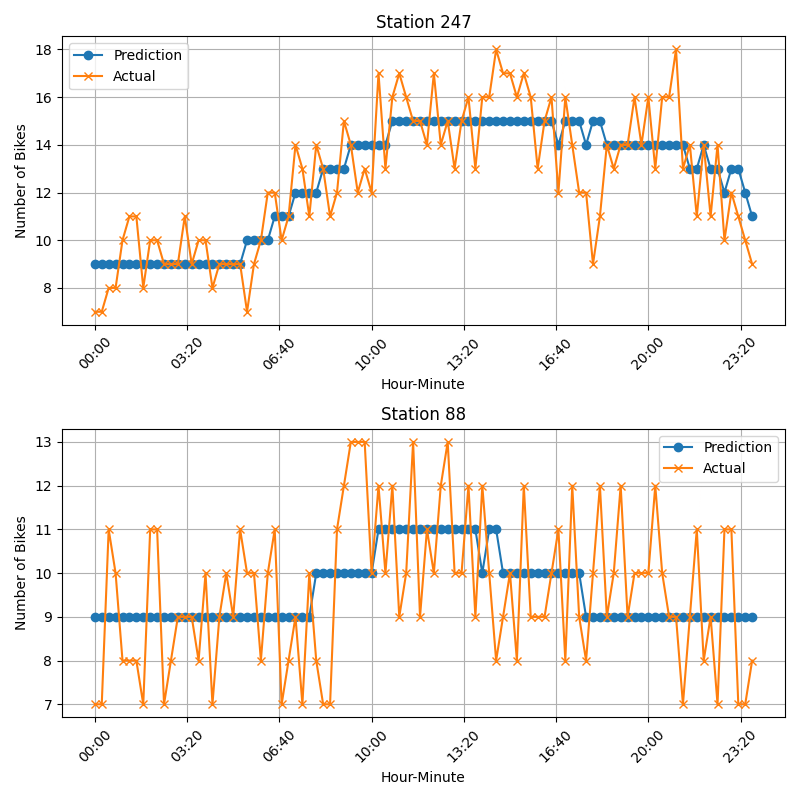 Station 247
Prediction
Actual
Number of Bikes
18
16
14
12
10
8
00:00 03:20 06:40 10:00 13:20 16:40 20:00 23:20
Hour-Minute
Station 88
Prediction
Actual
Number of Bikes
13
12
11
10
9
8
7
00:00 03:20 06:40 10:00 13:20 16:40 20:00 23:20
Hour-Minute